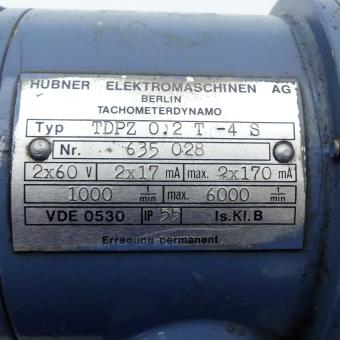 HÜBNER ELEKTROMASCHINEN AG
BERLIN
TACHOMETERDYNAMO
Typ TDPZ 0,2 T -4 S
Nr. 635 028
2x60 V 2x17 mA max. 2x170 mA
1000 1/min max. 6000 1/min
VDE 0530 IP 55 Is.Kl.B
Erregung permanent